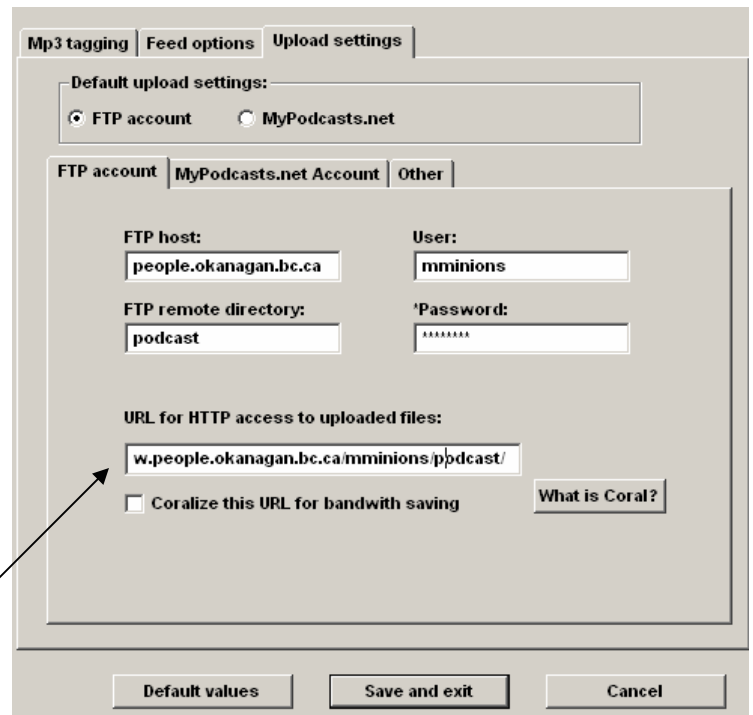 Mp3 tagging Feed options Upload settings
Default upload settings:
FTP account MyPodcasts.net
FTP account MyPodcasts.net Account Other
FTP host: User:
people.okanagan.bc.ca mminions
FTP remote directory: *Password:
podcast ********
URL for HTTP access to uploaded files:
w.people.okanagan.bc.ca/mminions/podcast/
Coralize this URL for bandwith saving What is Coral?
Default values Save and exit Cancel